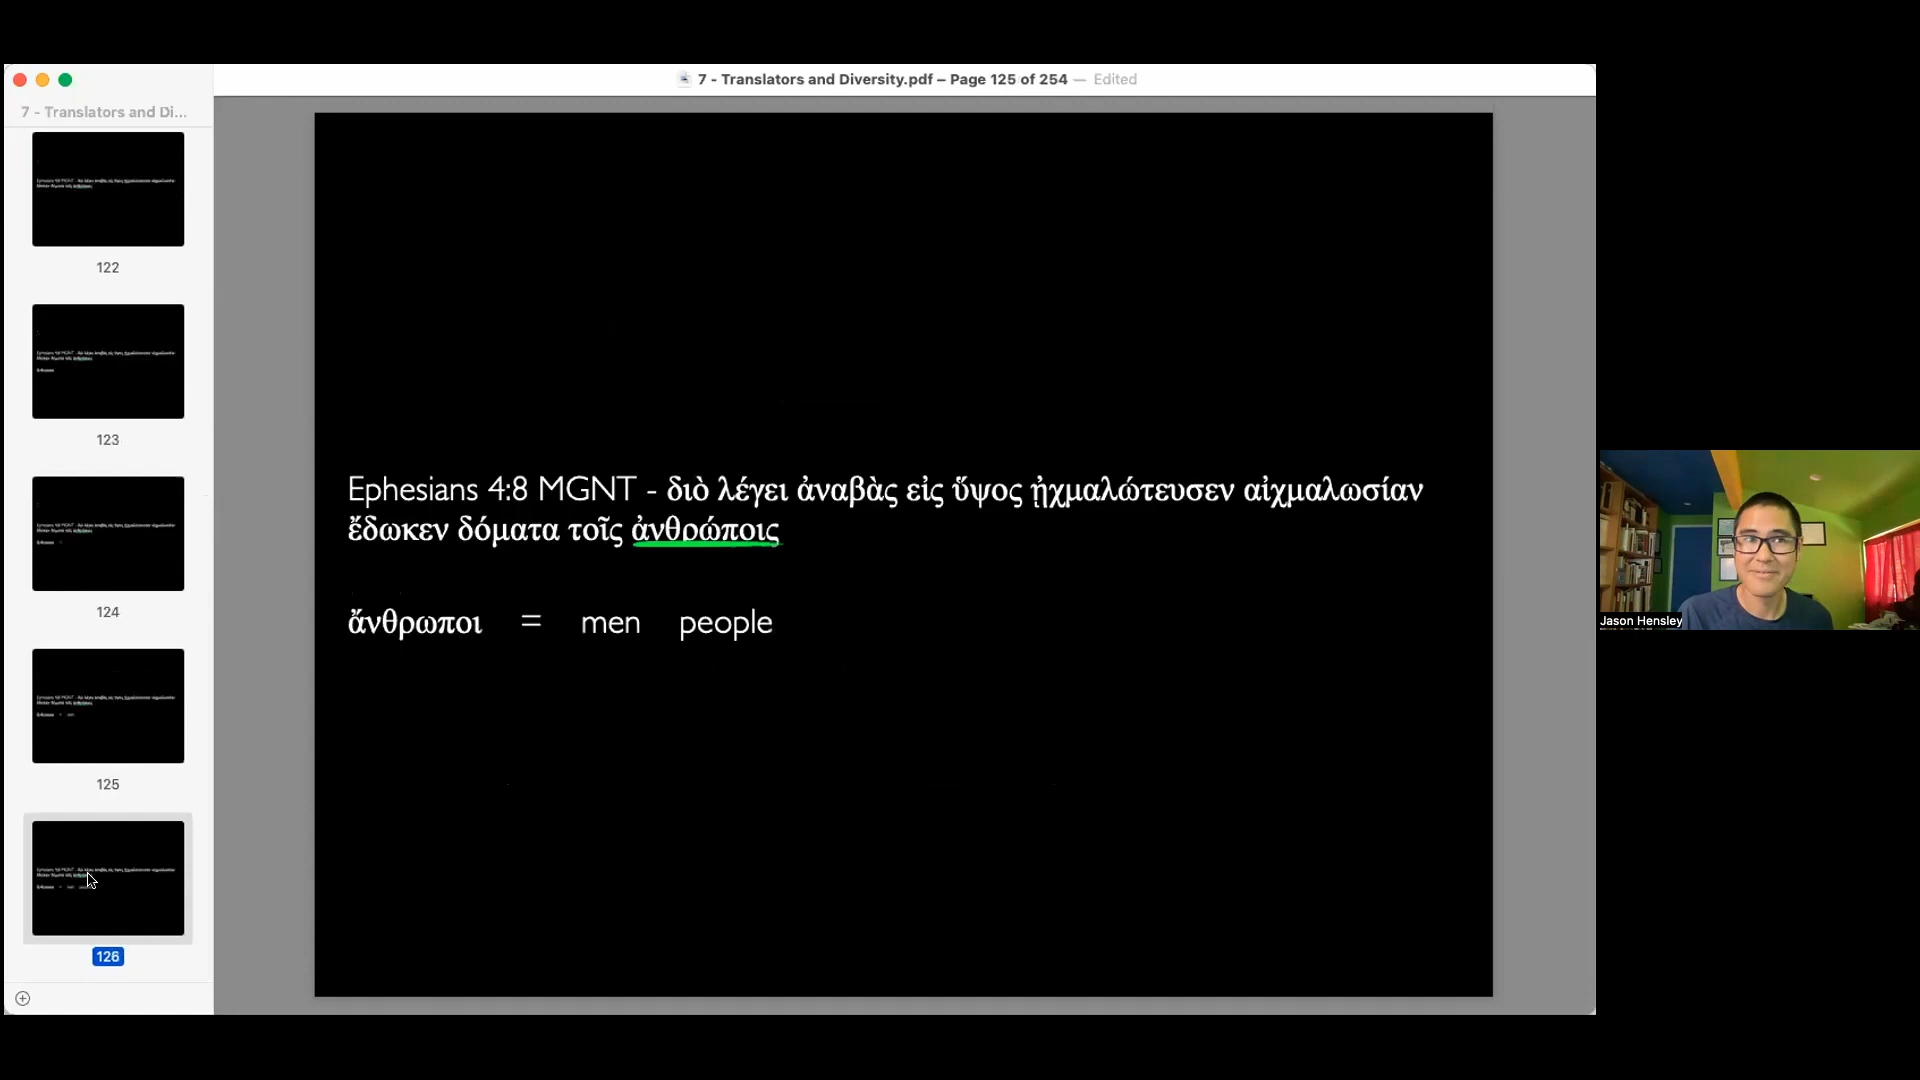 7 - Translators and Diversity.pdf – Page 125 of 254 — Edited
7 - Translators and Di...
122
123
124
125
126
Ephesians 4:8 MGNT - διὸ λέγει ἀναβὰς εἰς ὕψος ᾐχμαλώτευσεν αἰχμαλωσίαν
ἔδωκεν δόματα τοῖς ἀνθρώποις
ἄνθρωποι = men people
Jason Hensley